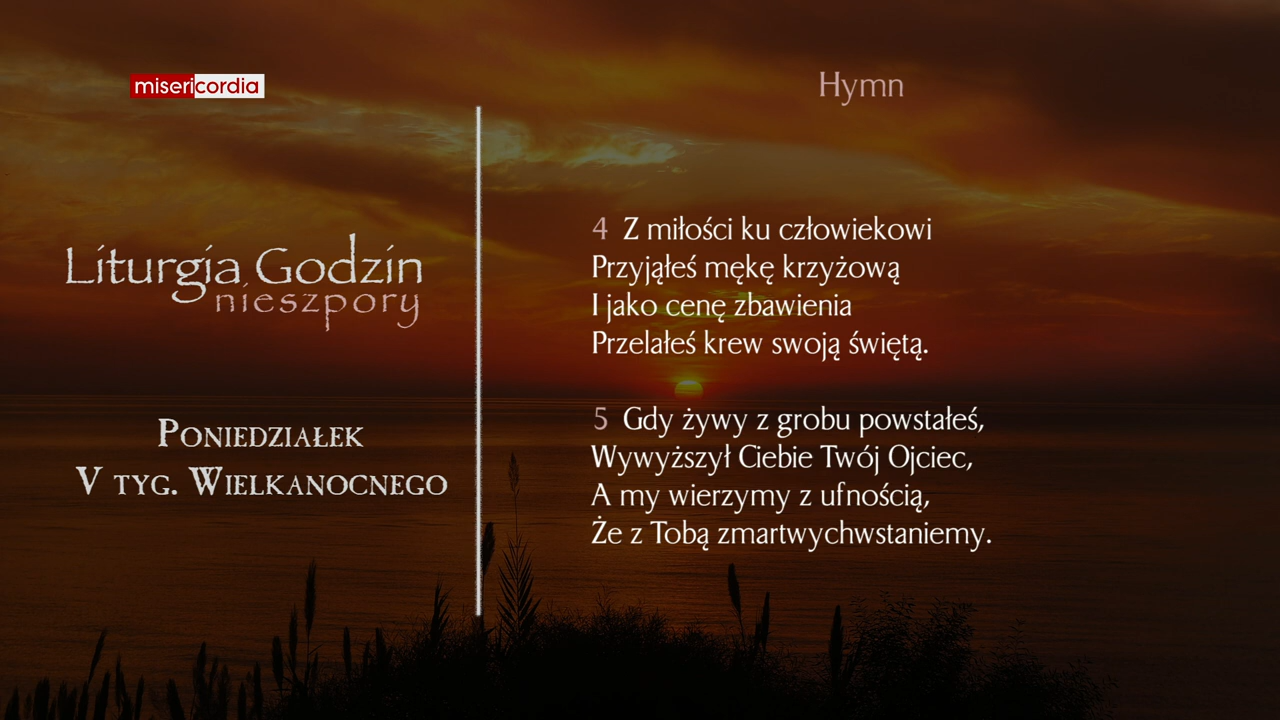 misericordia
Liturgia Godzin
nieszpory
Poniedziałek
V tyg. Wielkanocnego
Hymn
4 Z miłości ku człowiekowi
Przyjąłeś mękę krzyżową
I jako cenę zbawienia
Przelałeś krew swoją świętą.
5 Gdy żywy z grobu powstałeś,
Wywyższył Ciebie Twój Ojciec,
A my wierzymy z ufnością,
Że z Tobą zmartwychwstaniemy.